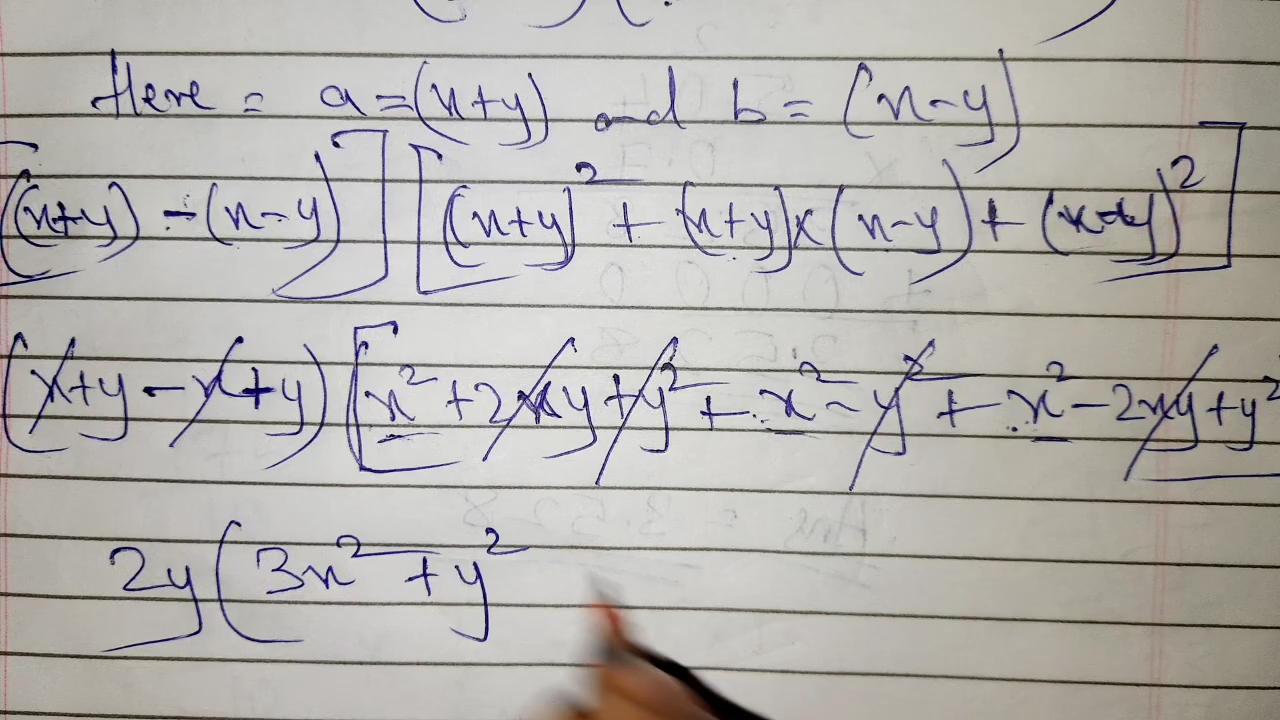 Here = a=(x+y) and b= (x-y)
[(x+y) - (x-y)] [(x+y)² + (x+y)x(x-y) + (x-y)²]
(x+y - x+y) [x² + 2xy + y² + x² - y² + x² - 2xy + y²
2y(3x² + y²